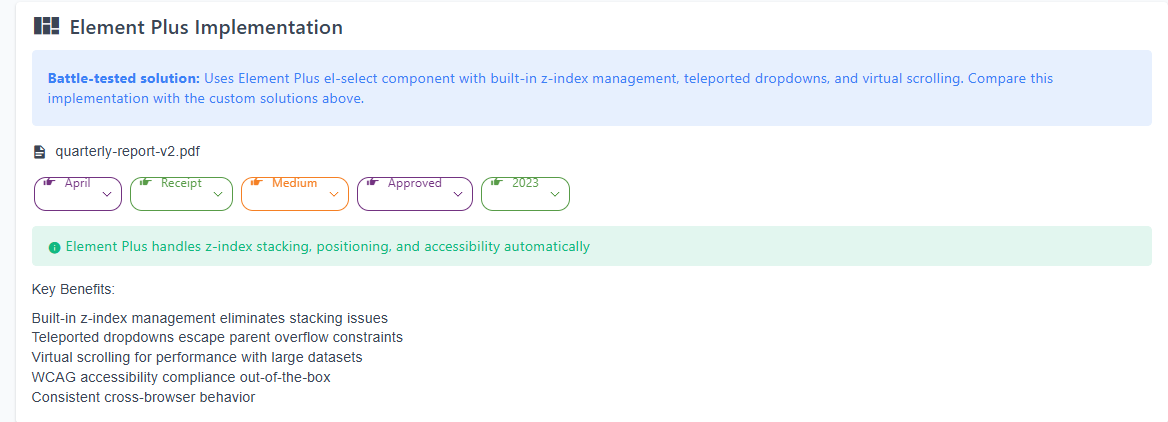 Element Plus Implementation
Battle-tested solution: Uses Element Plus el-select component with built-in z-index management, teleported dropdowns, and virtual scrolling. Compare this
implementation with the custom solutions above.
quarterly-report-v2.pdf
April Receipt Medium Approved 2023
Element Plus handles z-index stacking, positioning, and accessibility automatically
Key Benefits:
Built-in z-index management eliminates stacking issues
Teleported dropdowns escape parent overflow constraints
Virtual scrolling for performance with large datasets
WCAG accessibility compliance out-of-the-box
Consistent cross-browser behavior